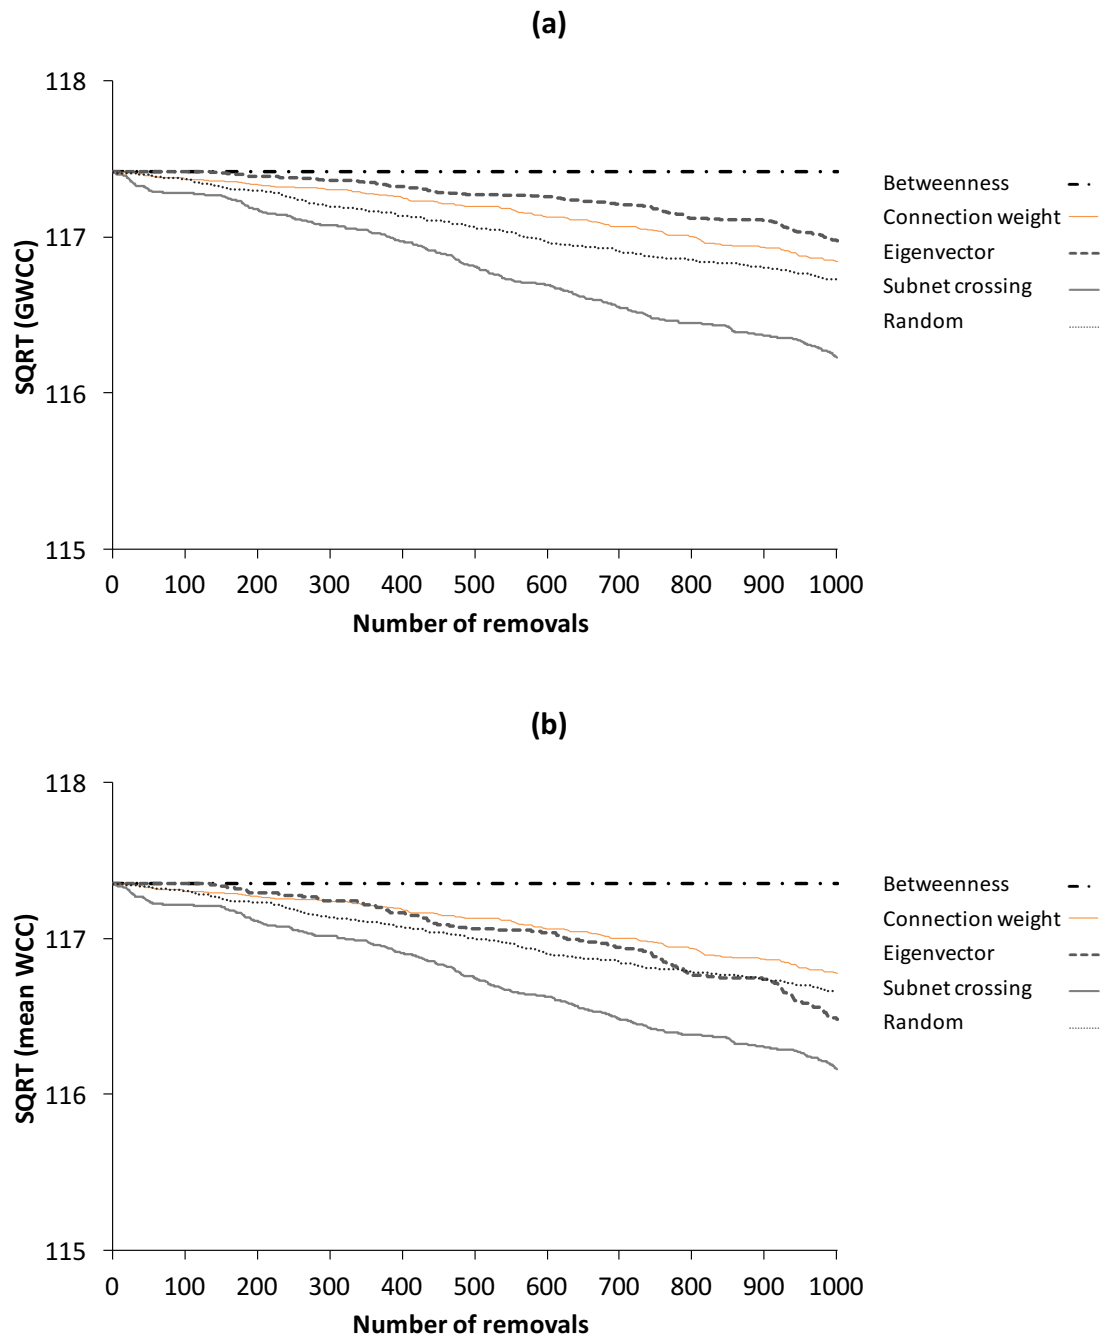 (a)
118
117
116
115
SQRT (GWCC)
0 100 200 300 400 500 600 700 800 900 1000
Number of removals
Betweenness
Connection weight
Eigenvector
Subnet crossing
Random
(b)
118
117
116
115
SQRT (mean WCC)
0 100 200 300 400 500 600 700 800 900 1000
Number of removals
Betweenness
Connection weight
Eigenvector
Subnet crossing
Random